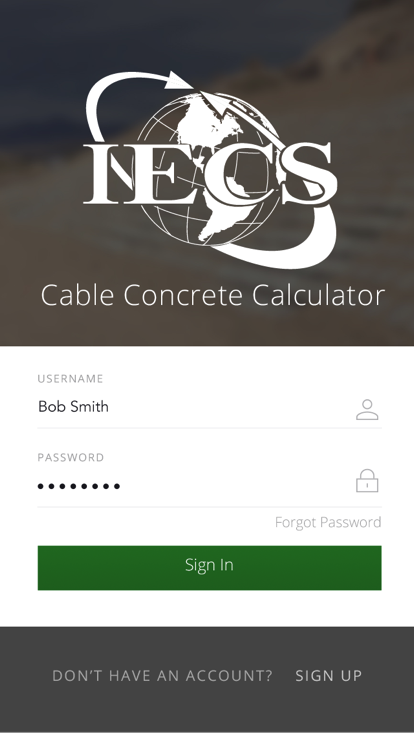 IECS
Cable Concrete Calculator
USERNAME
Bob Smith
PASSWORD
••••••••
Forgot Password
Sign In
DON'T HAVE AN ACCOUNT? SIGN UP